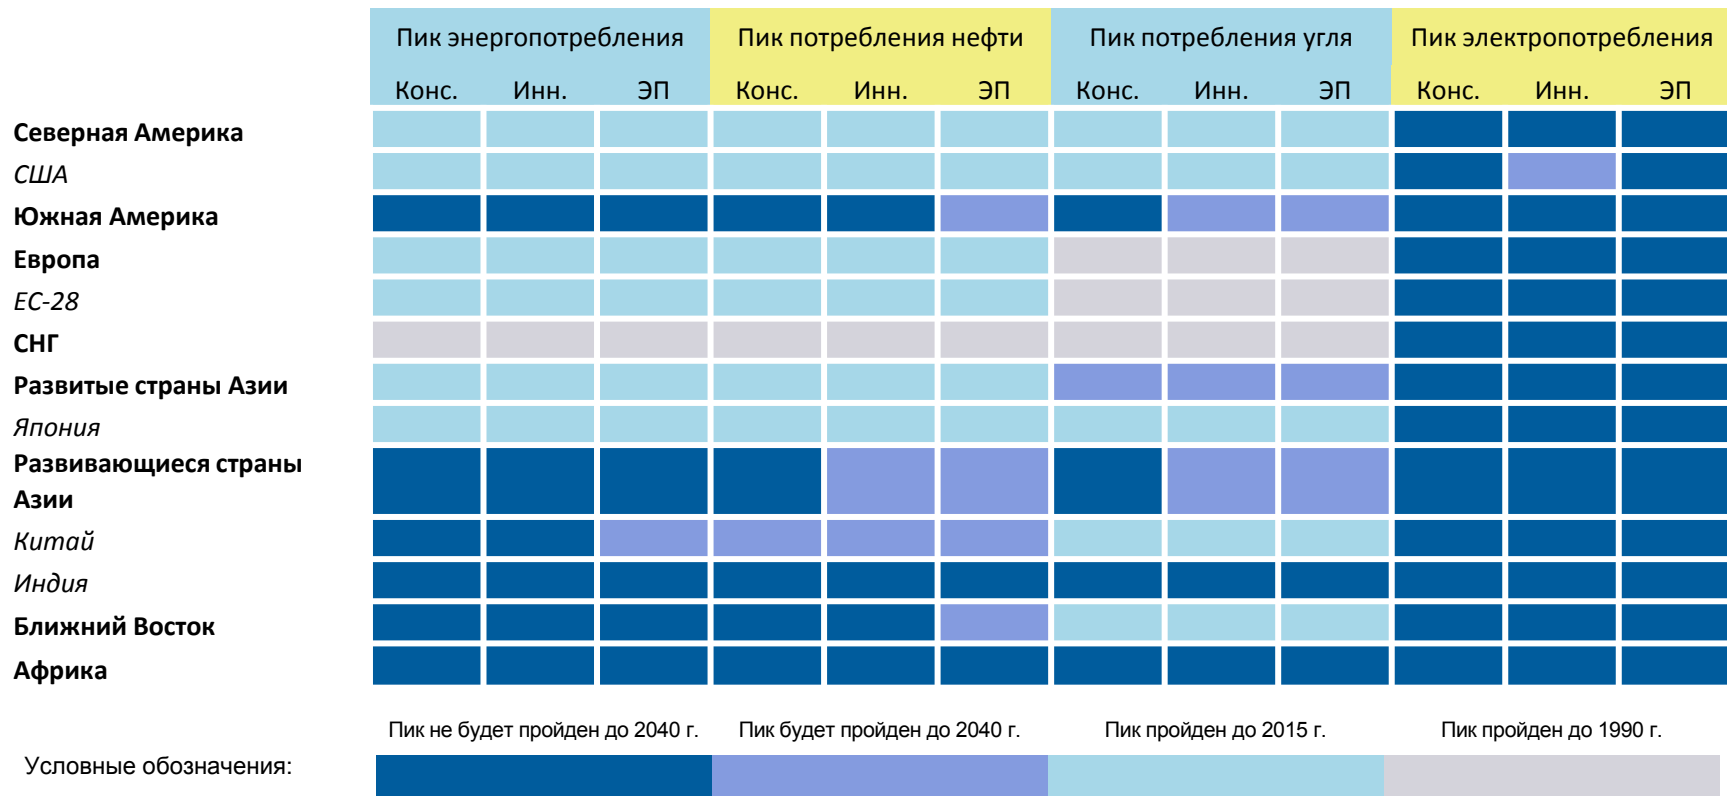 Пик энергопотребления Пик потребления нефти Пик потребления угля Пик электропотребления
Конс. Инн. ЭП Конс. Инн. ЭП Конс. Инн. ЭП Конс. Инн. ЭП
Северная Америка
США
Южная Америка
Европа
ЕС-28
СНГ
Развитые страны Азии
Япония
Развивающиеся страны
Азии
Китай
Индия
Ближний Восток
Африка
Пик не будет пройден до 2040 г. Пик будет пройден до 2040 г. Пик пройден до 2015 г. Пик пройден до 1990 г.
Условные обозначения: